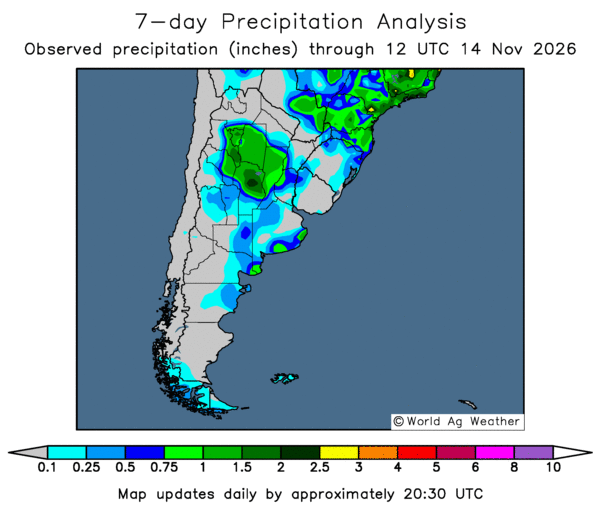 7-day Precipitation Analysis
Observed precipitation (inches) through 12 UTC 14 Nov 2026
© World Ag Weather
0.1 0.25 0.5 0.75 1 1.5 2 2.5 3 4 5 6 8 10
Map updates daily by approximately 20:30 UTC